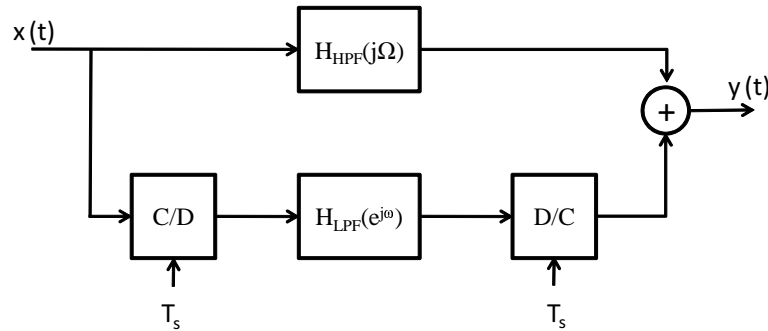 x (t)
H_HPF(jΩ)
y (t)
+
C/D
H_LPF(e^jω)
D/C
T_s
T_s